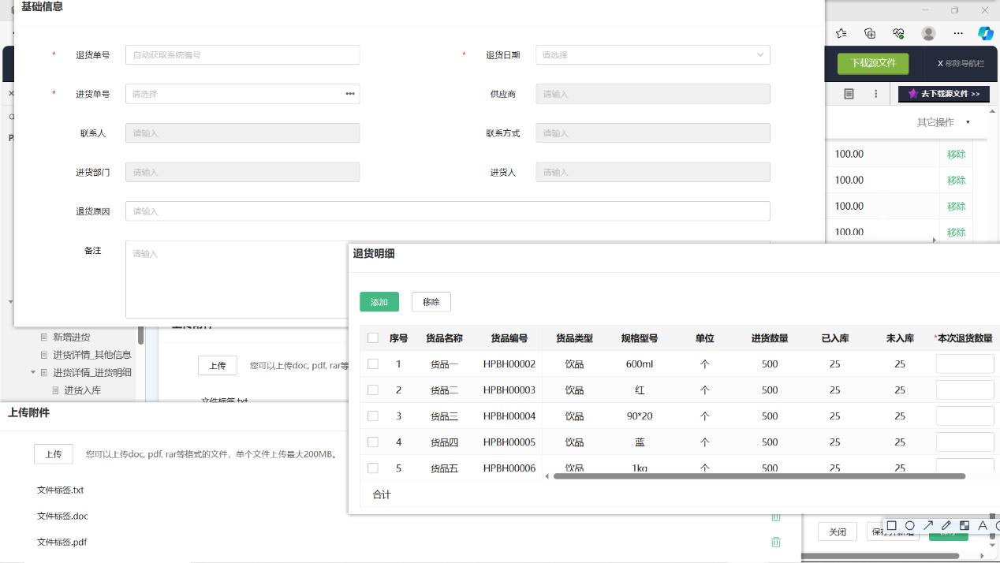 基础信息
* 退货单号 自动获取系统编号
* 退货日期 请选择
* 进货单号 请选择 •••
供应商 请输入
联系人 请输入
联系方式 请输入
进货部门 请输入
进货人 请输入
退货原因 请输入
备注 请输入
下载源文件
X 移除导航栏
去下载源文件 >>
其它操作
100.00 移除
100.00 移除
100.00 移除
100.00 移除
新增进货
进货详情_其他信息
进货详情_进货明细
进货入库
上传 您可以上传doc, pdf, rar等
文件标签.txt
退货明细
添加 移除
序号 货品名称 货品编号 货品类型 规格型号 单位 进货数量 已入库 未入库 *本次退货数量
1 货品一 HPBH00002 饮品 600ml 个 500 25 25
2 货品二 HPBH00003 饮品 红 个 500 25 25
3 货品三 HPBH00004 饮品 90*20 个 500 25 25
4 货品四 HPBH00005 饮品 蓝 个 500 25 25
5 货品五 HPBH00006 饮品 1kg 个 500 25 25
合计
上传附件
上传 您可以上传doc, pdf, rar等格式的文件，单个文件上传最大200MB。
文件标签.txt
文件标签.doc
文件标签.pdf
关闭